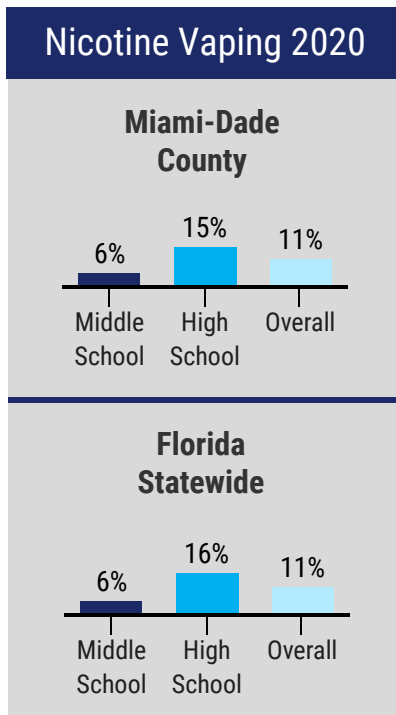 Nicotine Vaping 2020
Miami-Dade
County
6%
15%
11%
Middle
School
High
School
Overall
Florida
Statewide
6%
16%
11%
Middle
School
High
School
Overall